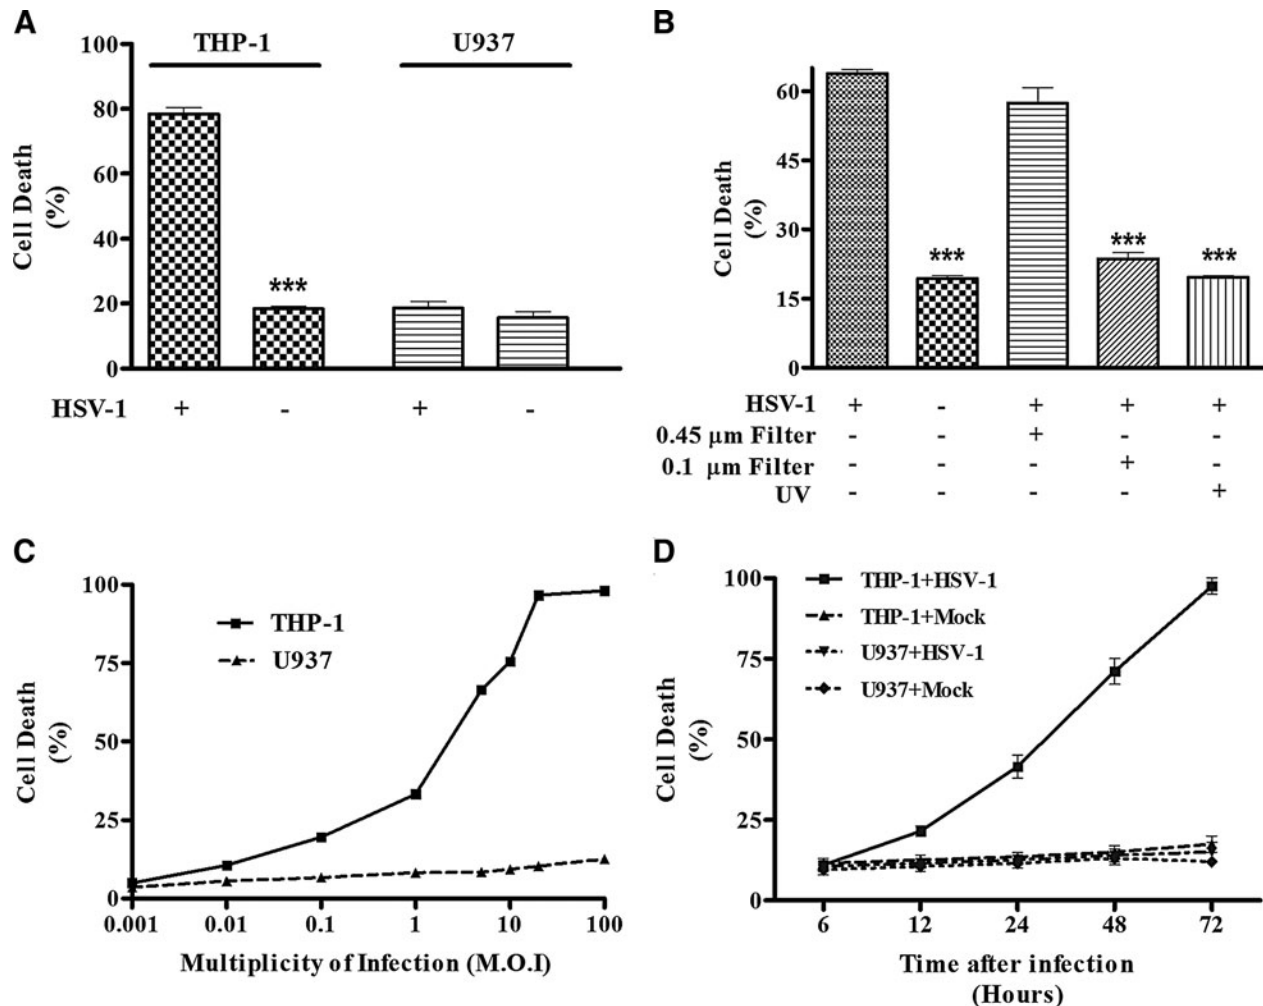 A
THP-1 U937
100
80
60
40
20
0
Cell Death
(%)
***
HSV-1 + - + -
B
60
45
30
15
0
Cell Death
(%)
*** *** ***
HSV-1 + - + + +
0.45 µm Filter - - + - -
0.1 µm Filter - - - + -
UV - - - - +
C
100
75
50
25
0
Cell Death
(%)
THP-1
U937
0.001 0.01 0.1 1 10 100
Multiplicity of Infection (M.O.I)
D
100
75
50
25
0
Cell Death
(%)
THP-1+HSV-1
THP-1+Mock
U937+HSV-1
U937+Mock
6 12 24 48 72
Time after infection
(Hours)